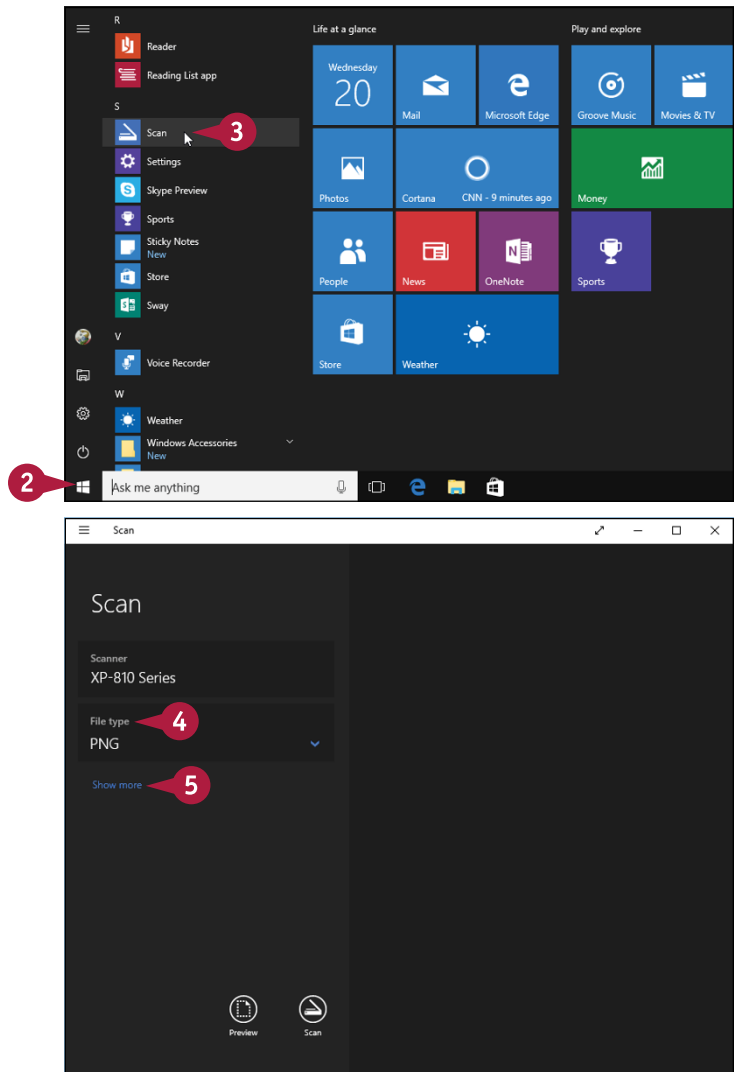 R
Life at a glance
Play and explore
Reader
Reading List app
S
Scan
3
Settings
Skype Preview
Sports
Sticky Notes
New
Store
Sway
V
Voice Recorder
W
Weather
Windows Accessories
New
Wednesday
20
Mail
Microsoft Edge
Groove Music
Movies & TV
Photos
Cortana
CNN - 9 minutes ago
Money
People
News
OneNote
Sports
Store
Weather
2
Ask me anything
Scan
Scan
Scanner
XP-810 Series
File type
4
PNG
Show more
5
Preview
Scan